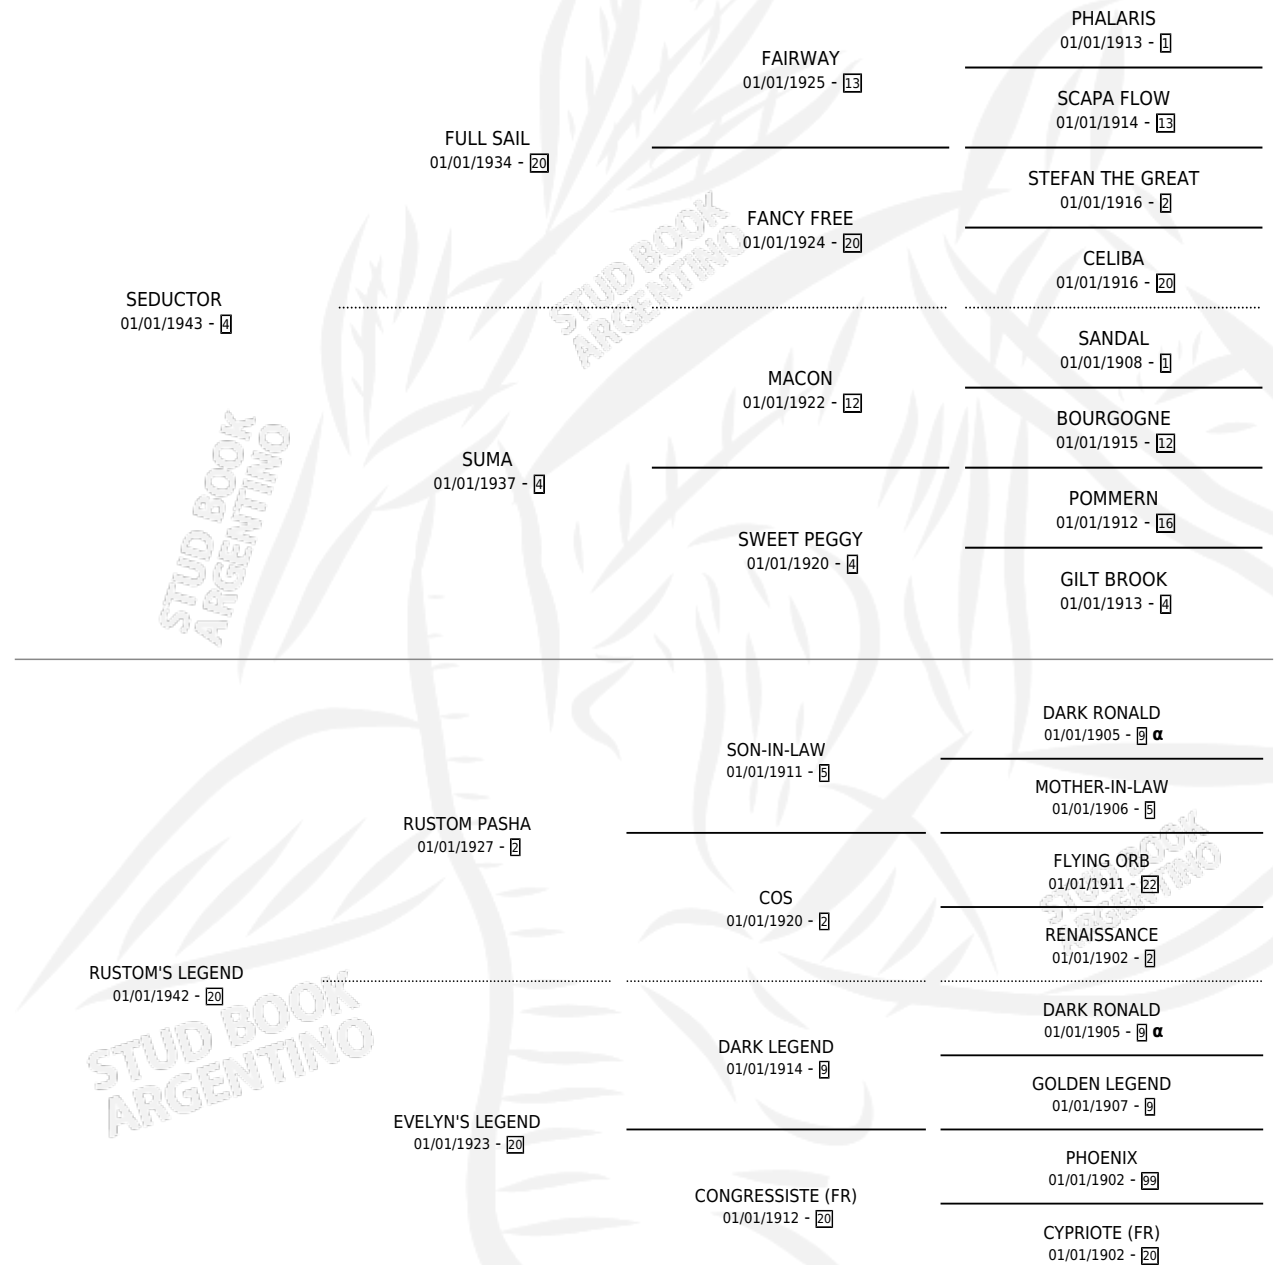 PHALARIS
01/01/1913 - 1
FAIRWAY
01/01/1925 - 13
SCAPA FLOW
01/01/1914 - 13
FULL SAIL
01/01/1934 - 20
STEFAN THE GREAT
01/01/1916 - 2
FANCY FREE
01/01/1924 - 20
CELIBA
01/01/1916 - 20
SEDUCTOR
01/01/1943 - 4
SANDAL
01/01/1908 - 1
MACON
01/01/1922 - 12
BOURGOGNE
01/01/1915 - 12
SUMA
01/01/1937 - 4
POMMERN
01/01/1912 - 16
SWEET PEGGY
01/01/1920 - 4
GILT BROOK
01/01/1913 - 4
STUD BOOK
ARGENTINO
STUD BOOK
ARGENTINO
DARK RONALD
01/01/1905 - 9 α
SON-IN-LAW
01/01/1911 - 5
MOTHER-IN-LAW
01/01/1906 - 5
RUSTOM PASHA
01/01/1927 - 2
FLYING ORB
01/01/1911 - 22
COS
01/01/1920 - 2
RENAISSANCE
01/01/1902 - 2
RUSTOM'S LEGEND
01/01/1942 - 20
DARK RONALD
01/01/1905 - 9 α
DARK LEGEND
01/01/1914 - 9
GOLDEN LEGEND
01/01/1907 - 9
EVELYN'S LEGEND
01/01/1923 - 20
PHOENIX
01/01/1902 - 99
CONGRESSISTE (FR)
01/01/1912 - 20
CYPRIOTE (FR)
01/01/1902 - 20
STUD BOOK
ARGENTINO
STUD BOOK
ARGENTINO